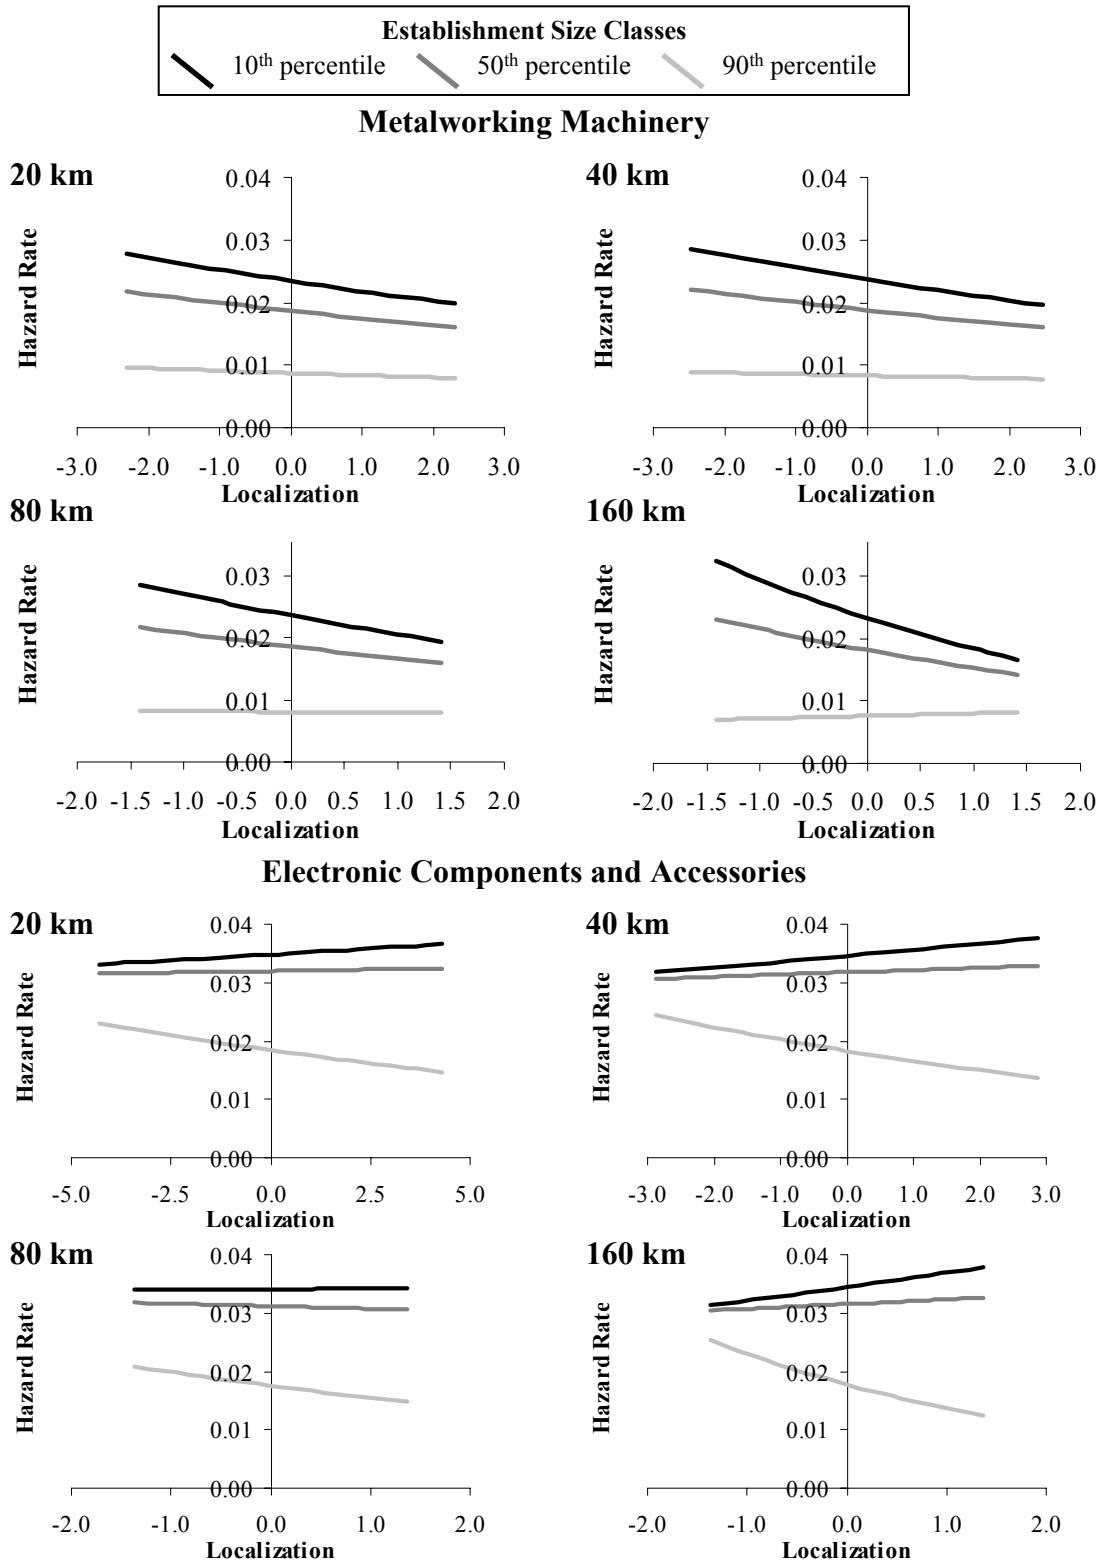 Establishment Size Classes
10th percentile 50th percentile 90th percentile
Metalworking Machinery
20 km
Hazard Rate
0.04
0.03
0.02
0.01
0.00
-3.0 -2.0 -1.0 0.0 1.0 2.0 3.0
Localization
40 km
Hazard Rate
0.04
0.03
0.02
0.01
0.00
-3.0 -2.0 -1.0 0.0 1.0 2.0 3.0
Localization
80 km
Hazard Rate
0.03
0.02
0.01
0.00
-2.0 -1.5 -1.0 -0.5 0.0 0.5 1.0 1.5 2.0
Localization
160 km
Hazard Rate
0.03
0.02
0.01
0.00
-2.0 -1.5 -1.0 -0.5 0.0 0.5 1.0 1.5 2.0
Localization
Electronic Components and Accessories
20 km
Hazard Rate
0.04
0.03
0.02
0.01
0.00
-5.0 -2.5 0.0 2.5 5.0
Localization
40 km
Hazard Rate
0.04
0.03
0.02
0.01
0.00
-3.0 -2.0 -1.0 0.0 1.0 2.0 3.0
Localization
80 km
Hazard Rate
0.04
0.03
0.02
0.01
0.00
-2.0 -1.0 0.0 1.0 2.0
Localization
160 km
Hazard Rate
0.04
0.03
0.02
0.01
0.00
-2.0 -1.0 0.0 1.0 2.0
Localization